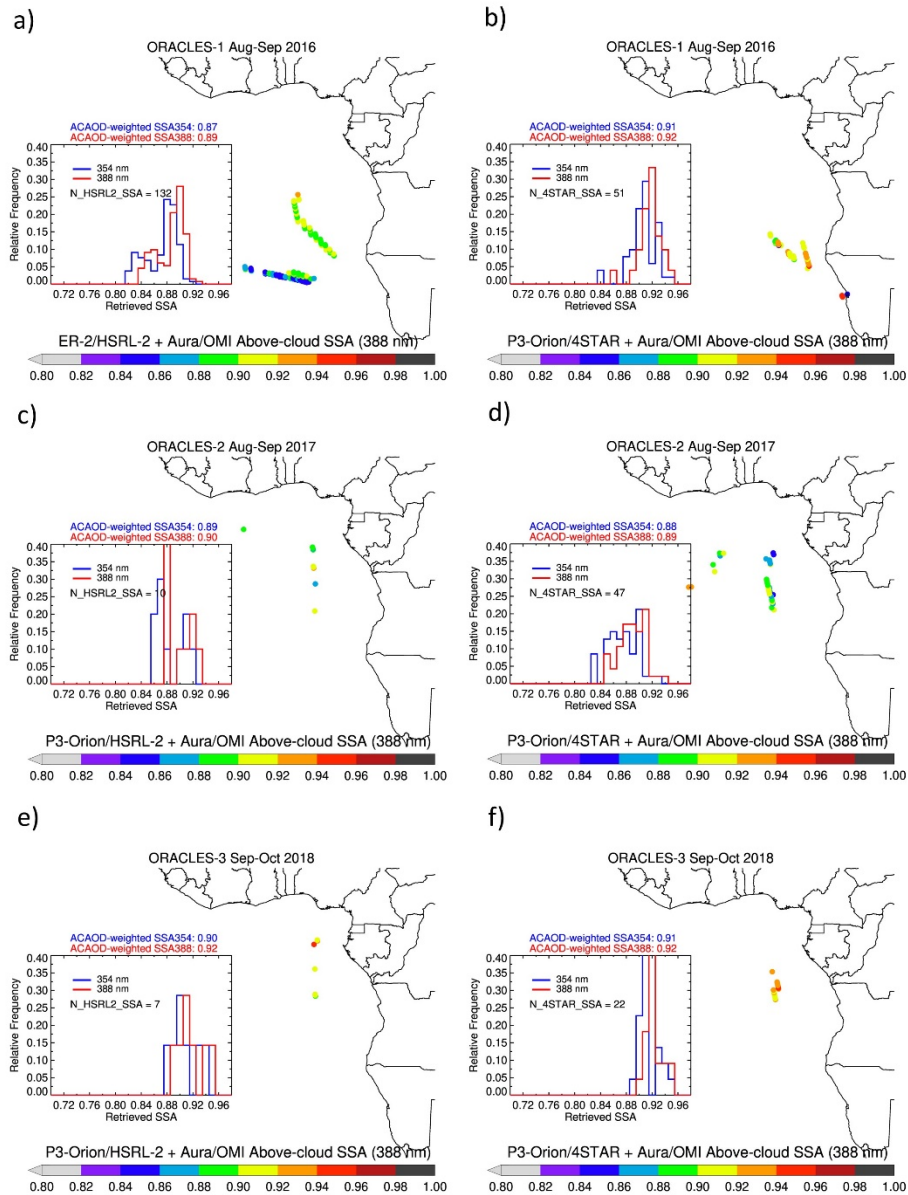 a)
ORACLES-1 Aug-Sep 2016
ACAOD-weighted SSA354: 0.87
ACAOD-weighted SSA388: 0.89
0.40
0.35
0.30
0.25
0.20
0.15
0.10
0.05
0.00
Relative Frequency
354 nm
388 nm
N_HSRL2_SSA = 132
0.72 0.76 0.80 0.84 0.88 0.92 0.96
Retrieved SSA
ER-2/HSRL-2 + Aura/OMI Above-cloud SSA (388 nm)
0.80 0.82 0.84 0.86 0.88 0.90 0.92 0.94 0.96 0.98 1.00
b)
ORACLES-1 Aug-Sep 2016
ACAOD-weighted SSA354: 0.91
ACAOD-weighted SSA388: 0.92
0.40
0.35
0.30
0.25
0.20
0.15
0.10
0.05
0.00
Relative Frequency
354 nm
388 nm
N_4STAR_SSA = 51
0.72 0.76 0.80 0.84 0.88 0.92 0.96
Retrieved SSA
P3-Orion/4STAR + Aura/OMI Above-cloud SSA (388 nm)
0.80 0.82 0.84 0.86 0.88 0.90 0.92 0.94 0.96 0.98 1.00
c)
ORACLES-2 Aug-Sep 2017
ACAOD-weighted SSA354: 0.89
ACAOD-weighted SSA388: 0.90
0.40
0.35
0.30
0.25
0.20
0.15
0.10
0.05
0.00
Relative Frequency
354 nm
388 nm
N_HSRL2_SSA = 10
0.72 0.76 0.80 0.84 0.88 0.92 0.96
Retrieved SSA
P3-Orion/HSRL-2 + Aura/OMI Above-cloud SSA (388 nm)
0.80 0.82 0.84 0.86 0.88 0.90 0.92 0.94 0.96 0.98 1.00
d)
ORACLES-2 Aug-Sep 2017
ACAOD-weighted SSA354: 0.88
ACAOD-weighted SSA388: 0.89
0.40
0.35
0.30
0.25
0.20
0.15
0.10
0.05
0.00
Relative Frequency
354 nm
388 nm
N_4STAR_SSA = 47
0.72 0.76 0.80 0.84 0.88 0.92 0.96
Retrieved SSA
P3-Orion/4STAR + Aura/OMI Above-cloud SSA (388 nm)
0.80 0.82 0.84 0.86 0.88 0.90 0.92 0.94 0.96 0.98 1.00
e)
ORACLES-3 Sep-Oct 2018
ACAOD-weighted SSA354: 0.90
ACAOD-weighted SSA388: 0.92
0.40
0.35
0.30
0.25
0.20
0.15
0.10
0.05
0.00
Relative Frequency
354 nm
388 nm
N_HSRL2_SSA = 7
0.72 0.76 0.80 0.84 0.88 0.92 0.96
Retrieved SSA
P3-Orion/HSRL-2 + Aura/OMI Above-cloud SSA (388 nm)
0.80 0.82 0.84 0.86 0.88 0.90 0.92 0.94 0.96 0.98 1.00
f)
ORACLES-3 Sep-Oct 2018
ACAOD-weighted SSA354: 0.91
ACAOD-weighted SSA388: 0.92
0.40
0.35
0.30
0.25
0.20
0.15
0.10
0.05
0.00
Relative Frequency
354 nm
388 nm
N_4STAR_SSA = 22
0.72 0.76 0.80 0.84 0.88 0.92 0.96
Retrieved SSA
P3-Orion/4STAR + Aura/OMI Above-cloud SSA (388 nm)
0.80 0.82 0.84 0.86 0.88 0.90 0.92 0.94 0.96 0.98 1.00